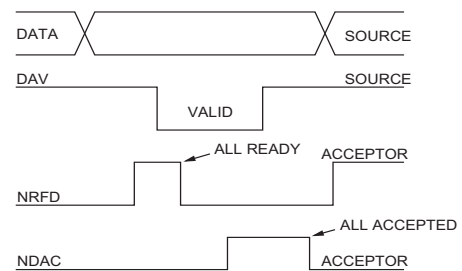 DATA SOURCE
DAV SOURCE
VALID
ALL READY
ACCEPTOR
NRFD
ALL ACCEPTED
NDAC ACCEPTOR